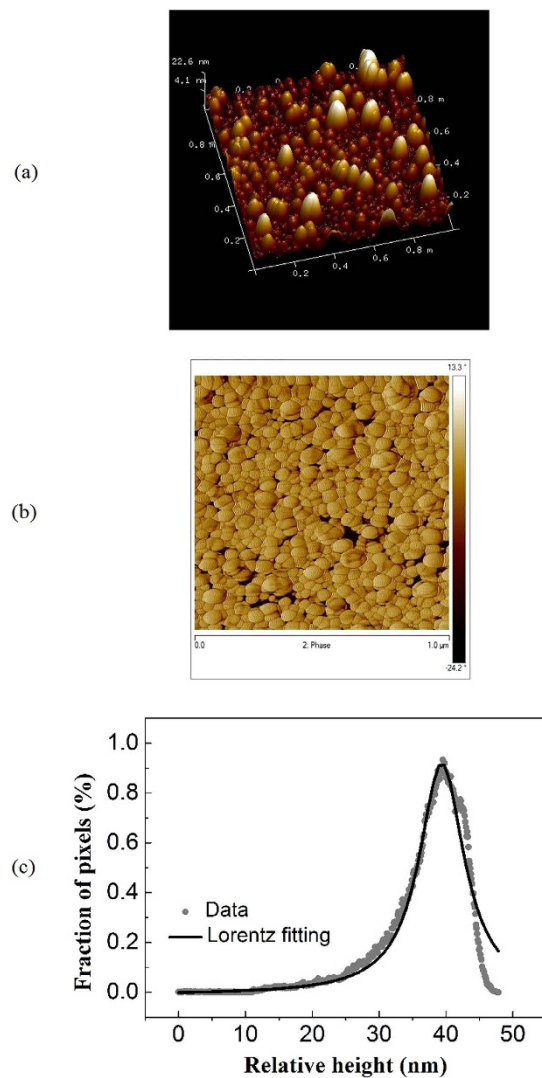 (a)
22.6 nm
4.1 nm
0.2
0.4
0.6
0.8 m
0.8 m
0.6
0.4
0.2
0.2
0.4
0.6
0.8 m
(b)
13.3 °
0.0
2: Phase
1.0 µm
-24.2 °
(c)
Fraction of pixels (%)
1.0
0.8
0.6
0.4
0.2
0.0
Data
Lorentz fitting
0
10
20
30
40
50
Relative height (nm)